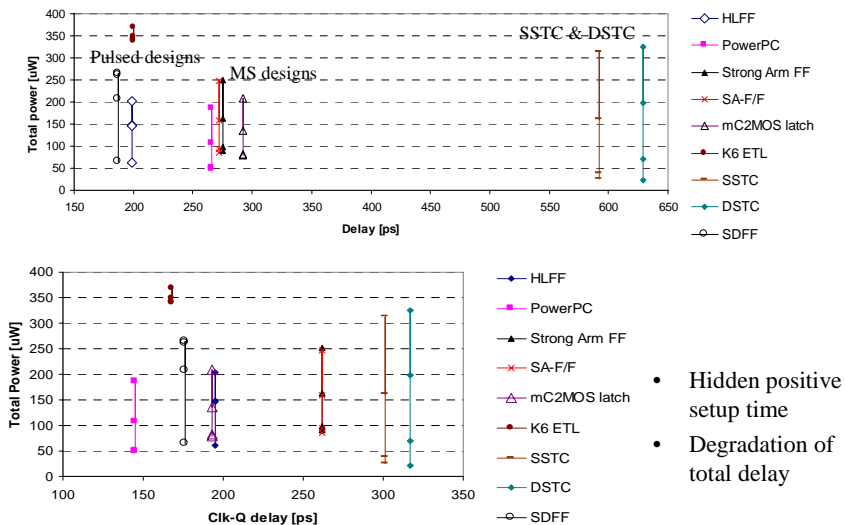 400
350
300
250
200
150
100
50
0
Total power [uW]
Pulsed designs
MS designs
SSTC & DSTC
150 200 250 300 350 400 450 500 550 600 650
Delay [ps]
HLFF
PowerPC
Strong Arm FF
SA-F/F
mC2MOS latch
K6 ETL
SSTC
DSTC
SDFF
400
350
300
250
200
150
100
50
0
Total Power [uW]
100 150 200 250 300 350
Clk-Q delay [ps]
HLFF
PowerPC
Strong Arm FF
SA-F/F
mC2MOS latch
K6 ETL
SSTC
DSTC
SDFF
• Hidden positive
setup time
• Degradation of
total delay